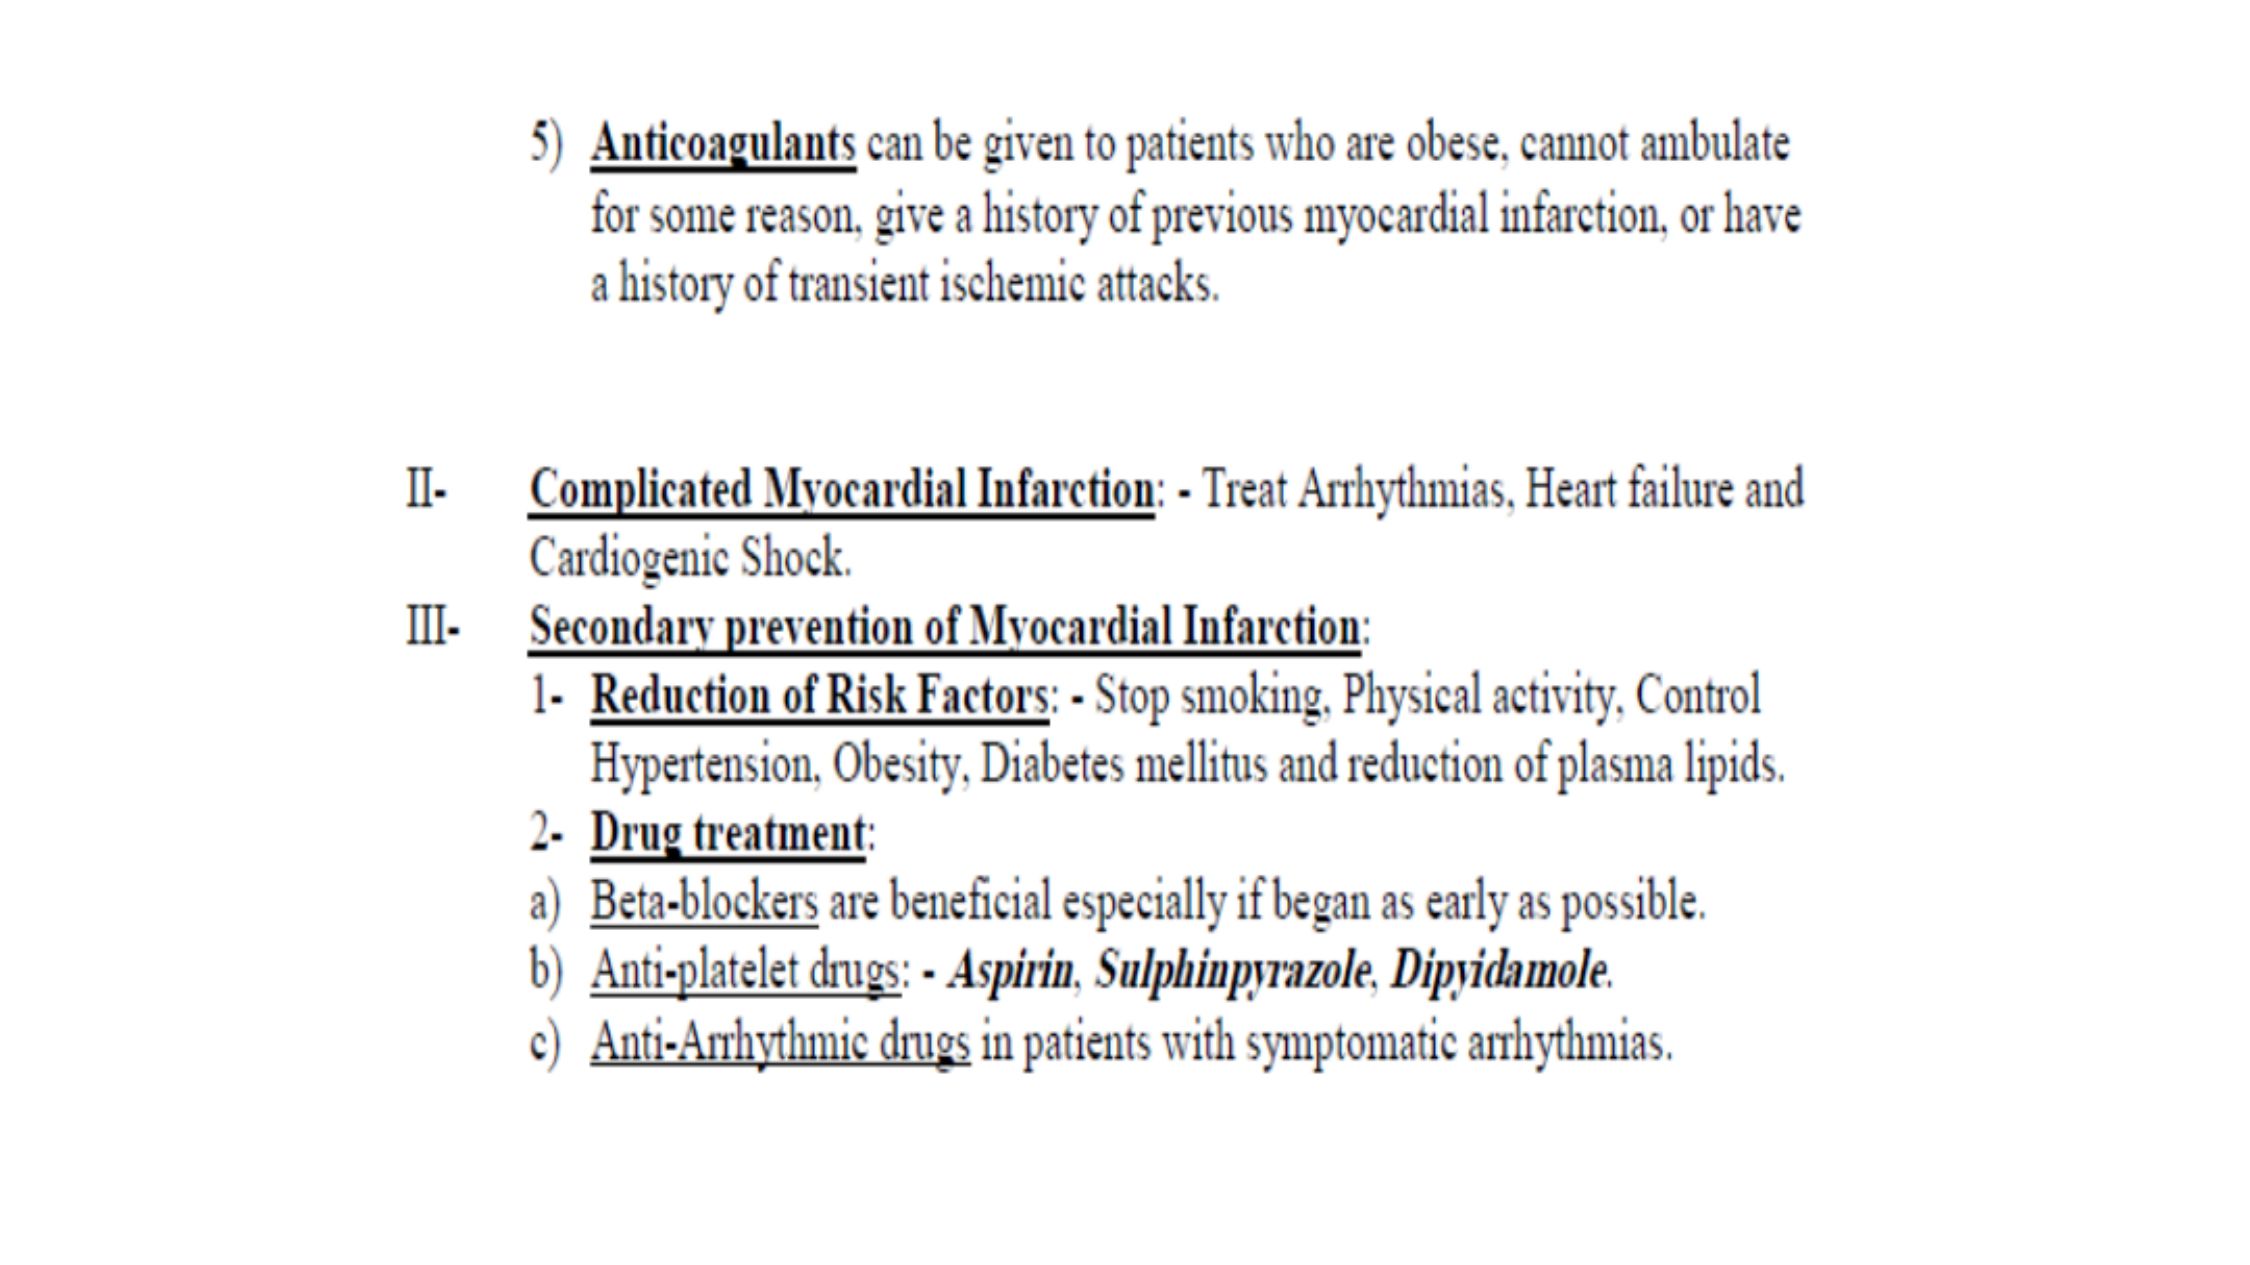 5) Anticoagulants can be given to patients who are obese, cannot ambulate
for some reason, give a history of previous myocardial infarction, or have
a history of transient ischemic attacks.
II- Complicated Myocardial Infarction: - Treat Arrhythmias, Heart failure and
Cardiogenic Shock.
III- Secondary prevention of Myocardial Infarction:
1- Reduction of Risk Factors: - Stop smoking, Physical activity, Control
Hypertension, Obesity, Diabetes mellitus and reduction of plasma lipids.
2- Drug treatment:
a) Beta-blockers are beneficial especially if began as early as possible.
b) Anti-platelet drugs: - Aspirin, Sulphinpyrazole, Dipyidamole.
c) Anti-Arrhythmic drugs in patients with symptomatic arrhythmias.